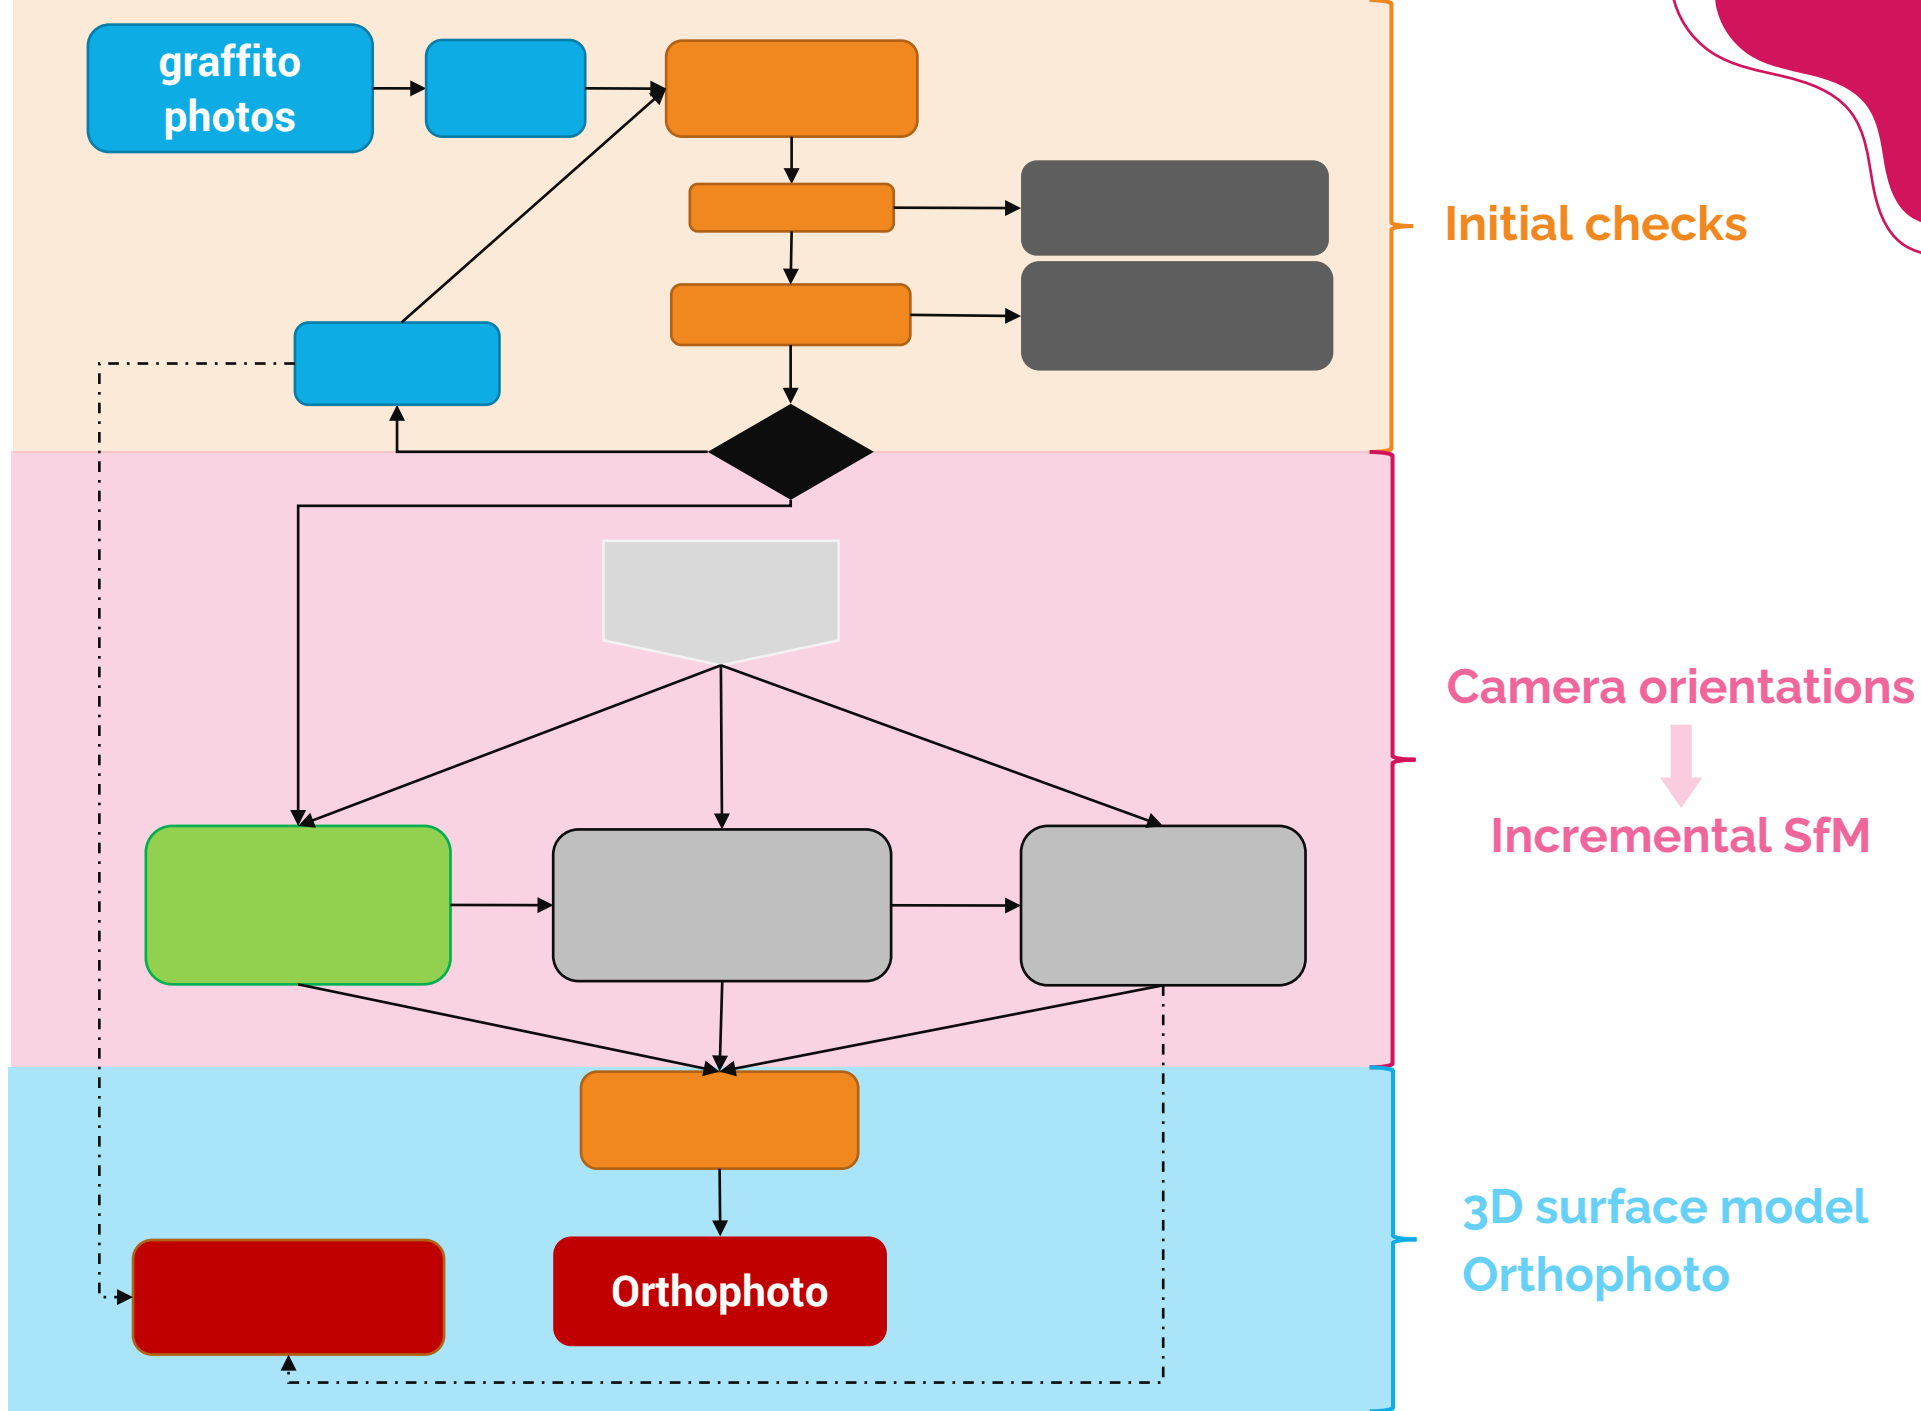 graffito
photos
Initial checks
Camera orientations
Incremental SfM
3D surface model
Orthophoto
Orthophoto